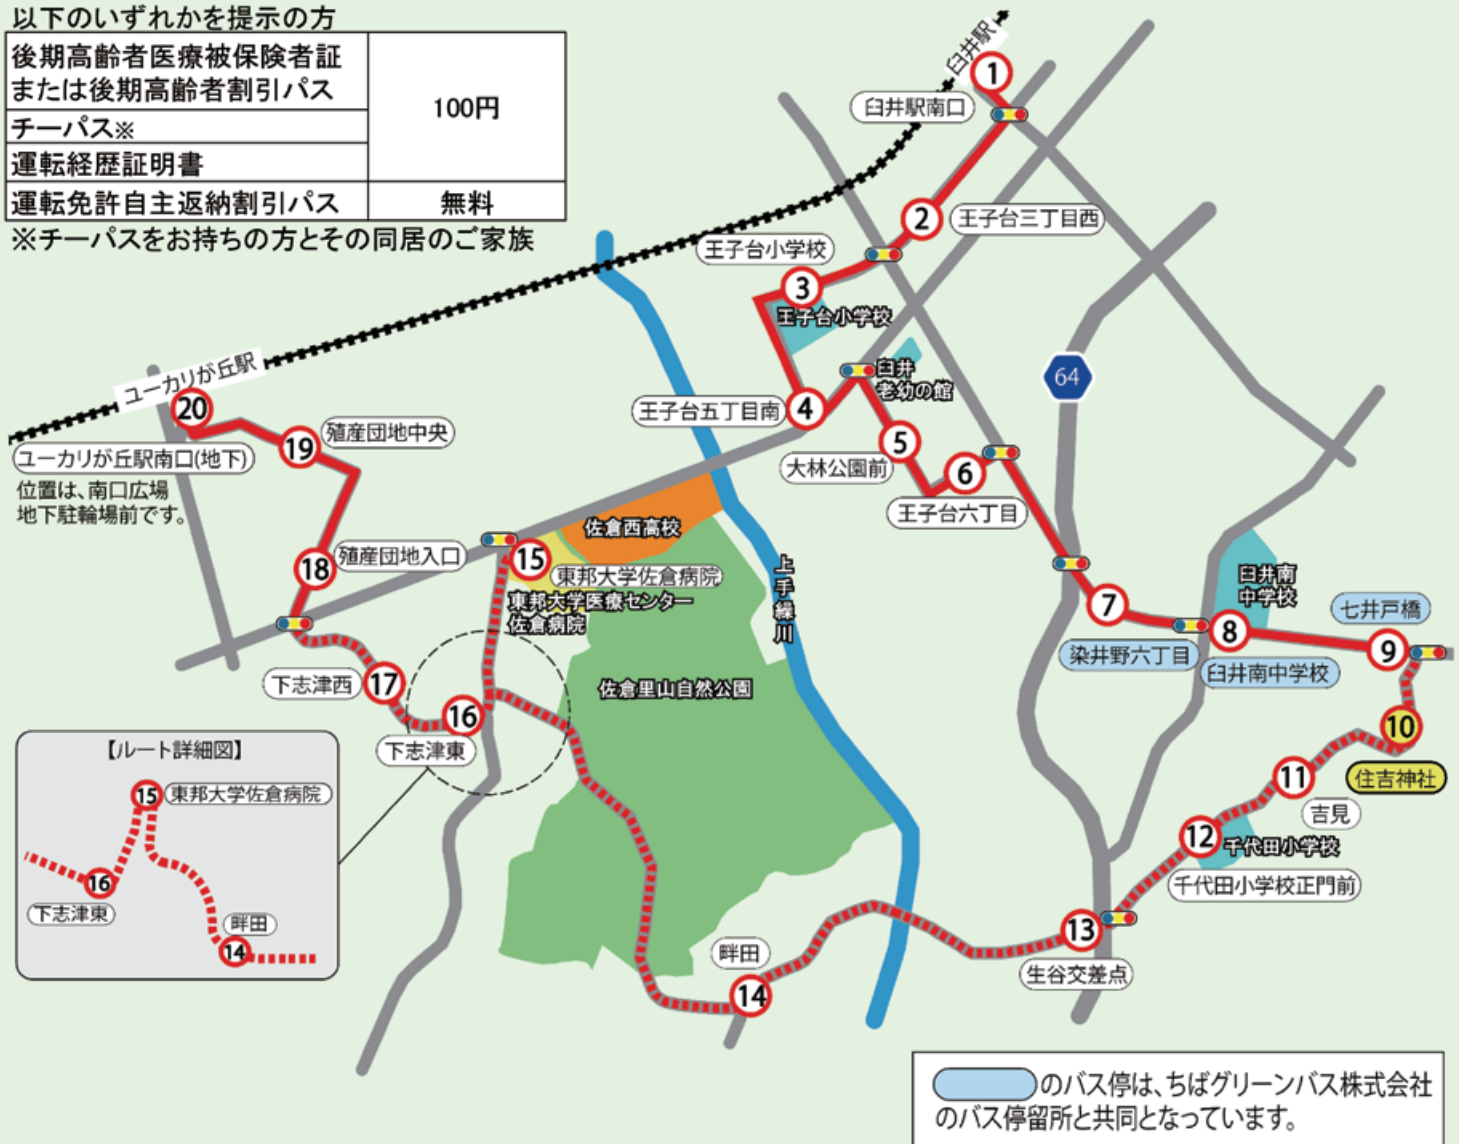 以下のいずれかを提示の方
後期高齢者医療被保険者証
または後期高齢者割引パス
100円
チーパス※
運転経歴証明書
運転免許自主返納割引パス
無料
※チーパスをお持ちの方とその同居のご家族
臼井駅
1
臼井駅南口
2
王子台三丁目西
王子台小学校
3
王子台小学校
64
臼井
老幼の館
4
王子台五丁目南
5
大林公園前
6
王子台六丁目
ユーカリが丘駅
20
ユーカリが丘駅南口(地下)
位置は、南口広場
地下駐輪場前です。
19
殖産団地中央
18
殖産団地入口
佐倉西高校
15
東邦大学佐倉病院
東邦大学医療センター
佐倉病院
上手繰川
臼井南
中学校
7
染井野六丁目
8
臼井南中学校
七井戸橋
9
下志津西
17
16
下志津東
佐倉里山自然公園
10
住吉神社
11
吉見
12
千代田小学校
千代田小学校正門前
13
生谷交差点
畔田
14
【ルート詳細図】
15
東邦大学佐倉病院
16
下志津東
畔田
14
のバス停は、ちばグリーンバス株式会社
のバス停留所と共同となっています。